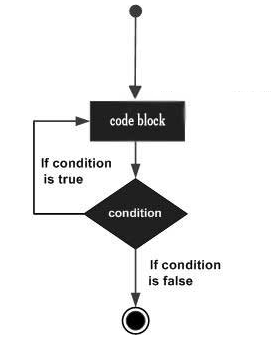 code block
If condition
is true
condition
If condition
is false